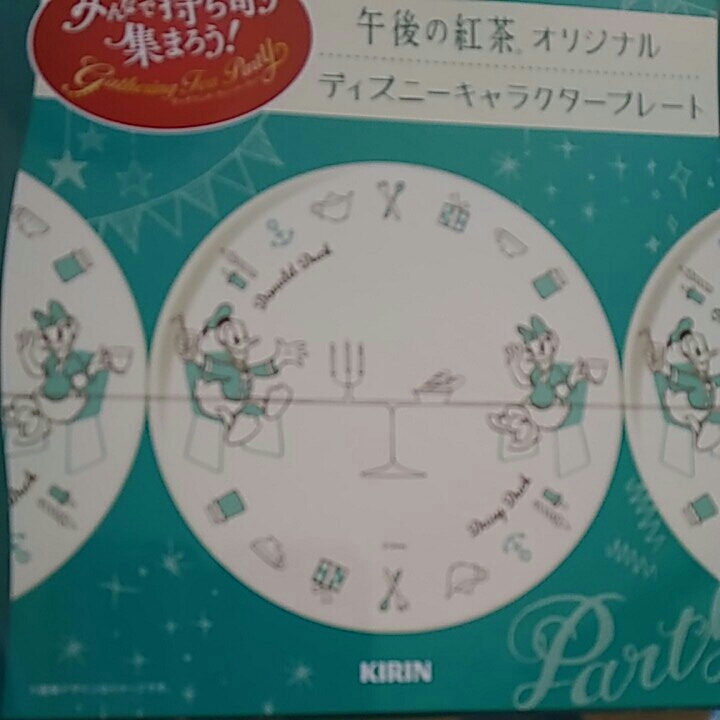 みんなで持ち寄り
集まろう!
Gathering Tea Party
午後の紅茶® オリジナル
ディズニーキャラクタープレート
Donald Duck
Daisy Duck
Duck
KIRIN
Party